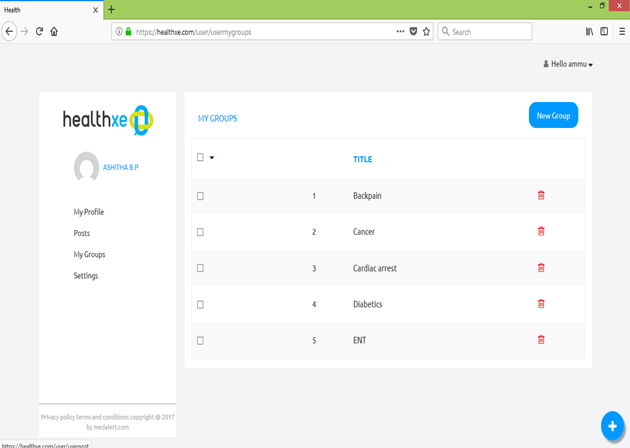 Health
https://healthxe.com/user/usermygroups
Search
Hello ammu
healthxe
ASHITHA B P
My Profile
Posts
My Groups
Settings
Privacy policy terms and conditions copyright @ 2017
by medalert.com
MY GROUPS
New Group
TITLE
1 Backpain
2 Cancer
3 Cardiac arrest
4 Diabetics
5 ENT
https://healthxe.com/user/userpost